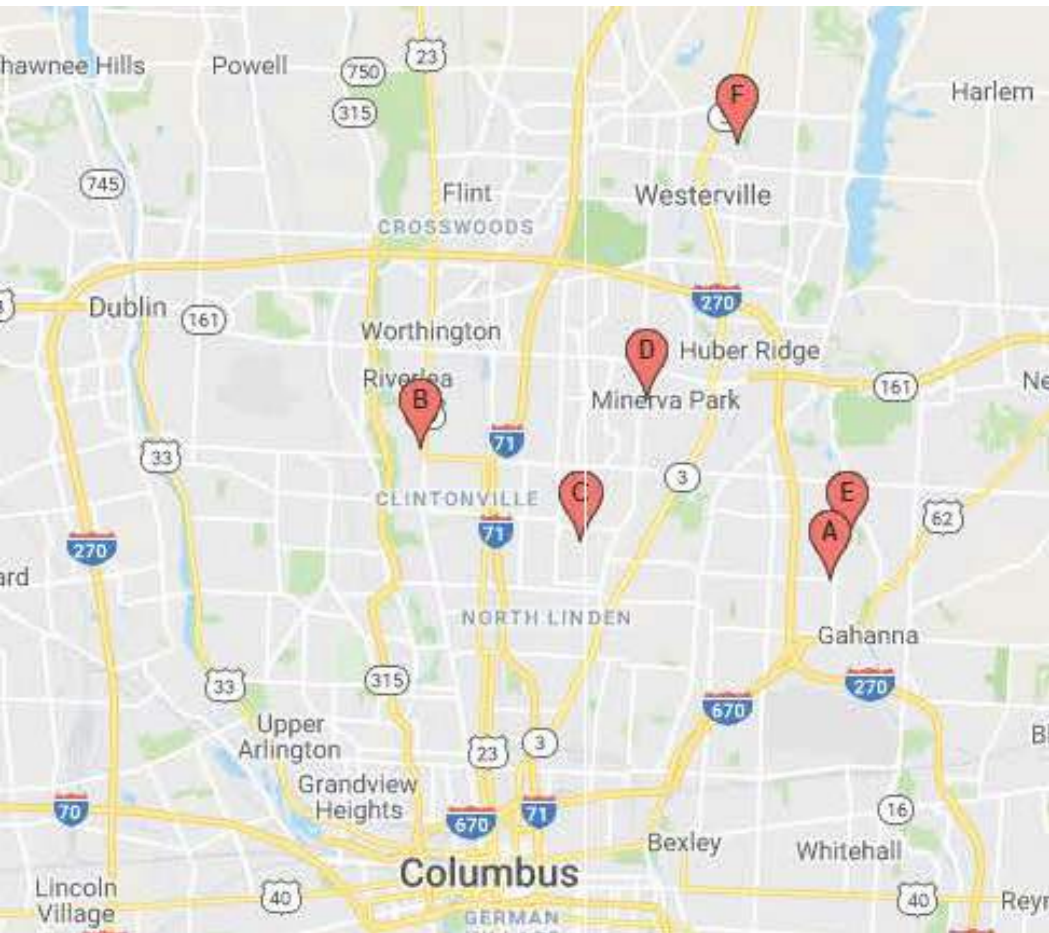 hawnee Hills
Powell
750
23
315
F
Harlem
745
Flint
Westerville
CROSSWOODS
270
Dublin
161
Worthington
D
Huber Ridge
Riverlea
B
Minerva Park
161
Ne
71
33
3
CLINTONVILLE
C
E
62
71
A
270
ard
NORTH LINDEN
Gahanna
33
315
270
670
Upper
Arlington
23
3
Bl
Grandview
Heights
70
670
71
16
Bexley
Whitehall
Columbus
Lincoln
Village
40
40
Reyn
GERMAN